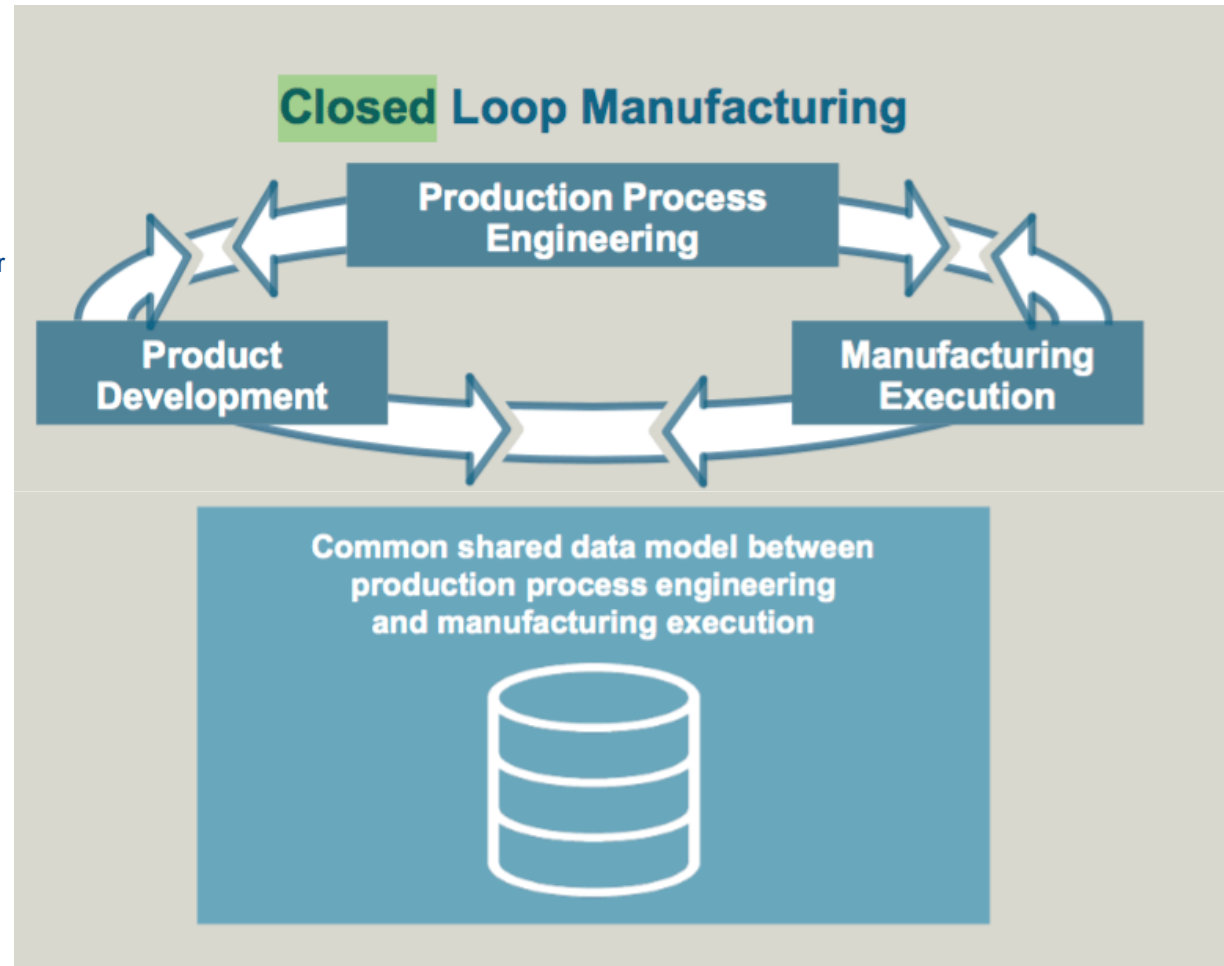 Closed Loop Manufacturing
Production Process
Engineering
r
Product
Development
Manufacturing
Execution
Common shared data model between
production process engineering
and manufacturing execution